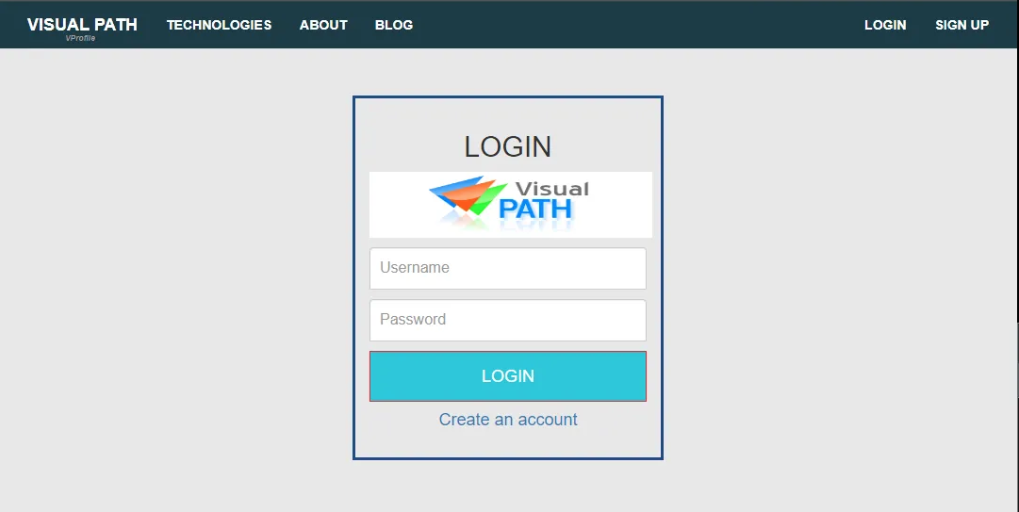 VISUAL PATH TECHNOLOGIES ABOUT BLOG LOGIN SIGN UP
VProfile
LOGIN
Visual
PATH
Username
Password
LOGIN
Create an account